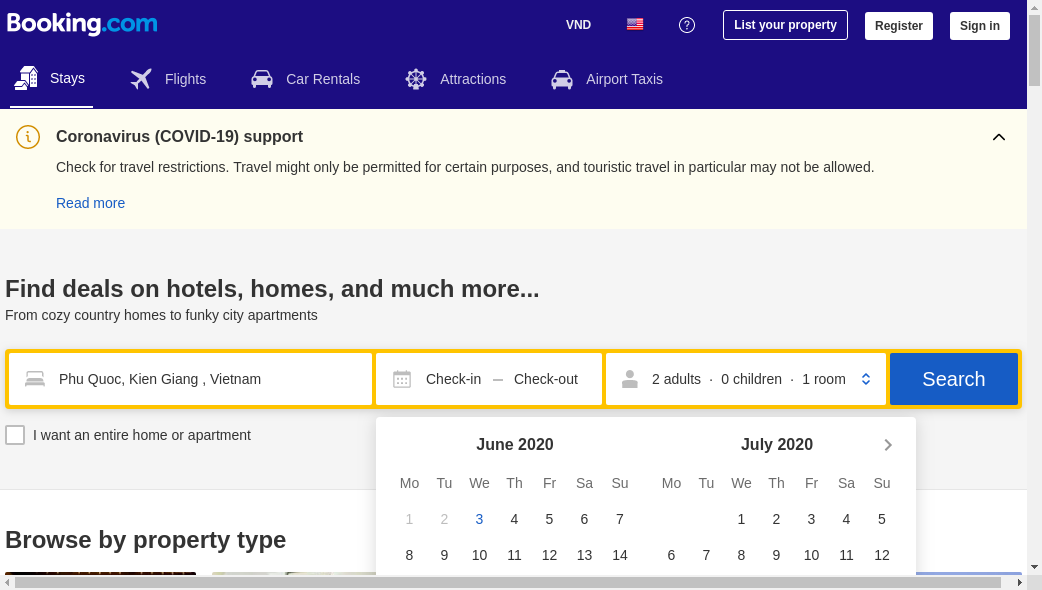 Booking.com
VND
List your property
Register
Sign in
Stays
Flights
Car Rentals
Attractions
Airport Taxis
Coronavirus (COVID-19) support
Check for travel restrictions. Travel might only be permitted for certain purposes, and touristic travel in particular may not be allowed.
Read more
Find deals on hotels, homes, and much more...
From cozy country homes to funky city apartments
Phu Quoc, Kien Giang , Vietnam
Check-in — Check-out
2 adults · 0 children · 1 room
Search
I want an entire home or apartment
June 2020
Mo Tu We Th Fr Sa Su
1 2 3 4 5 6 7
8 9 10 11 12 13 14
July 2020
Mo Tu We Th Fr Sa Su
1 2 3 4 5
6 7 8 9 10 11 12
Browse by property type